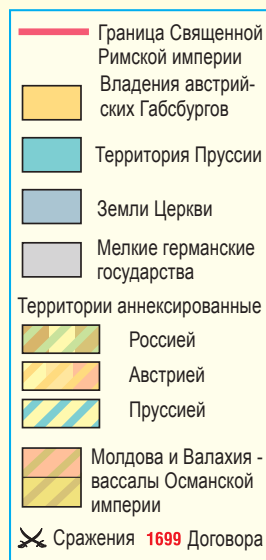 Граница Священной
Римской империи
Владения австрий-
ских Габсбургов
Территория Пруссии
Земли Церкви
Мелкие германские
государства
Территории аннексированные
Россией
Австрией
Пруссией
Молдова и Валахия -
вассалы Османской
империи
Сражения 1699 Договора